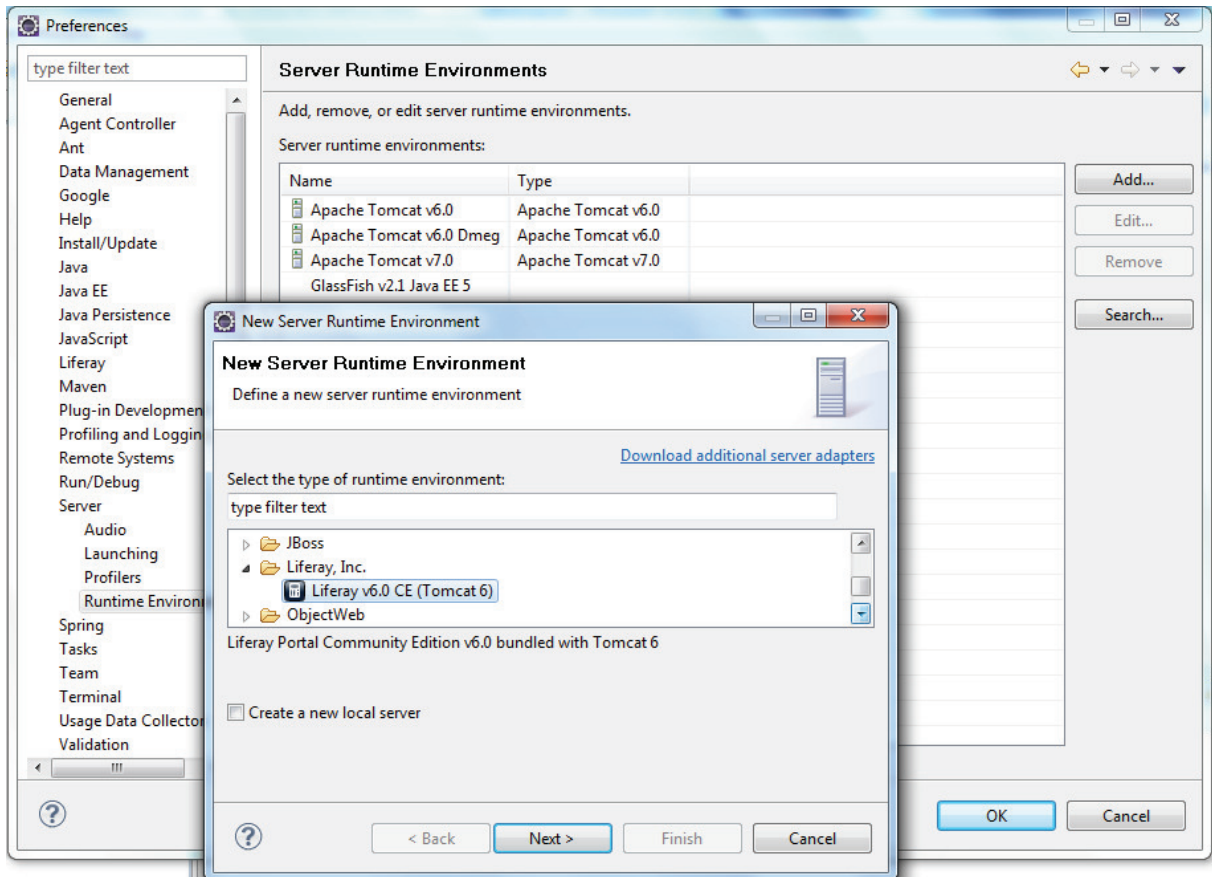 Preferences
type filter text
General
Agent Controller
Ant
Data Management
Google
Help
Install/Update
Java
Java EE
Java Persistence
JavaScript
Liferay
Maven
Plug-in Developmen
Profiling and Loggin
Remote Systems
Run/Debug
Server
Audio
Launching
Profilers
Runtime Environ
Spring
Tasks
Team
Terminal
Usage Data Collector
Validation
Server Runtime Environments
Add, remove, or edit server runtime environments.
Server runtime environments:
Name Type
Apache Tomcat v6.0 Apache Tomcat v6.0
Apache Tomcat v6.0 Dmeg Apache Tomcat v6.0
Apache Tomcat v7.0 Apache Tomcat v7.0
GlassFish v2.1 Java EE 5
Add...
Edit...
Remove
Search...
New Server Runtime Environment
New Server Runtime Environment
Define a new server runtime environment
Download additional server adapters
Select the type of runtime environment:
type filter text
JBoss
Liferay, Inc.
Liferay v6.0 CE (Tomcat 6)
ObjectWeb
Liferay Portal Community Edition v6.0 bundled with Tomcat 6
Create a new local server
< Back Next > Finish Cancel
OK Cancel